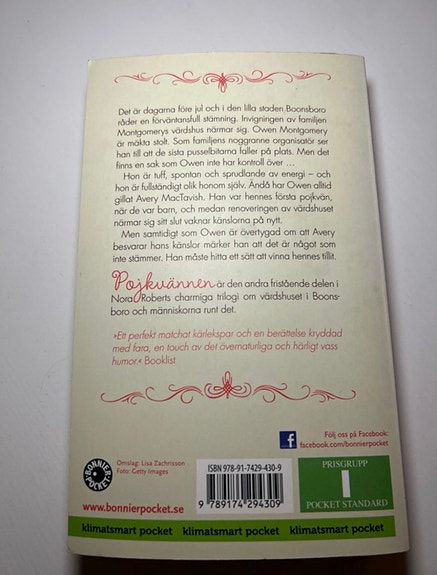 Det är dagarna före jul och i den lilla staden Boonsboro
råder en förväntansfull stämning. Invigningen av familjen
Montgomerys värdshus närmar sig. Owen Montgomery
är mäkta stolt. Som familjens noggranne organisatör ser
han till att de sista pusselbitarna faller på plats. Men det
finns en sak som Owen inte har kontroll över ...
Hon är tuff, spontan och sprudlande av energi – och
hon är fullständigt olik honom själv. Ändå har Owen alltid
gillat Avery MacTavish. Han var hennes första pojkvän,
när de var barn, och medan renoveringen av värdshuset
närmar sig sitt slut vaknar känslorna på nytt.
Men samtidigt som Owen är övertygad om att Avery
besvarar hans känslor märker han att det är något som
inte stämmer. Han måste hitta ett sätt att vinna hennes tillit.
Pojkvännen är den andra fristående delen i
Nora Roberts charmiga trilogi om värdshuset i Boons-
boro och människorna runt det.
»Ett perfekt matchat kärlekspar och en berättelse kryddad
med fara, en touch av det övernaturliga och härligt vass
humor.« Booklist
Följ oss på Facebook:
facebook.com/bonnierpocket
BONNIER POCKET
Omslag: Lisa Zachrisson
Foto: Getty Images
www.bonnierpocket.se
ISBN 978-91-7429-430-9
9 789174 294309
PRISGRUPP
1
POCKET STANDARD
klimatsmart pocket klimatsmart pocket klimatsmart pocket